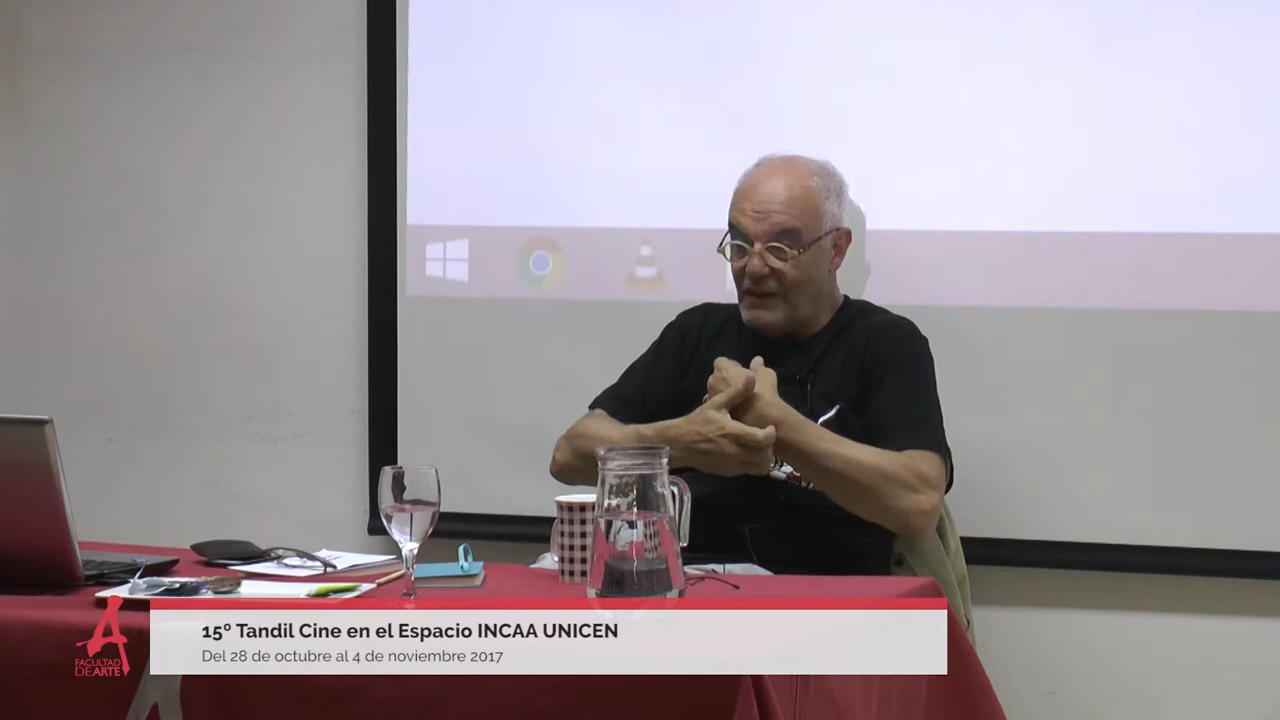 15º Tandil Cine en el Espacio INCAA UNICEN
Del 28 de octubre al 4 de noviembre 2017
FACULTAD
DE ARTE